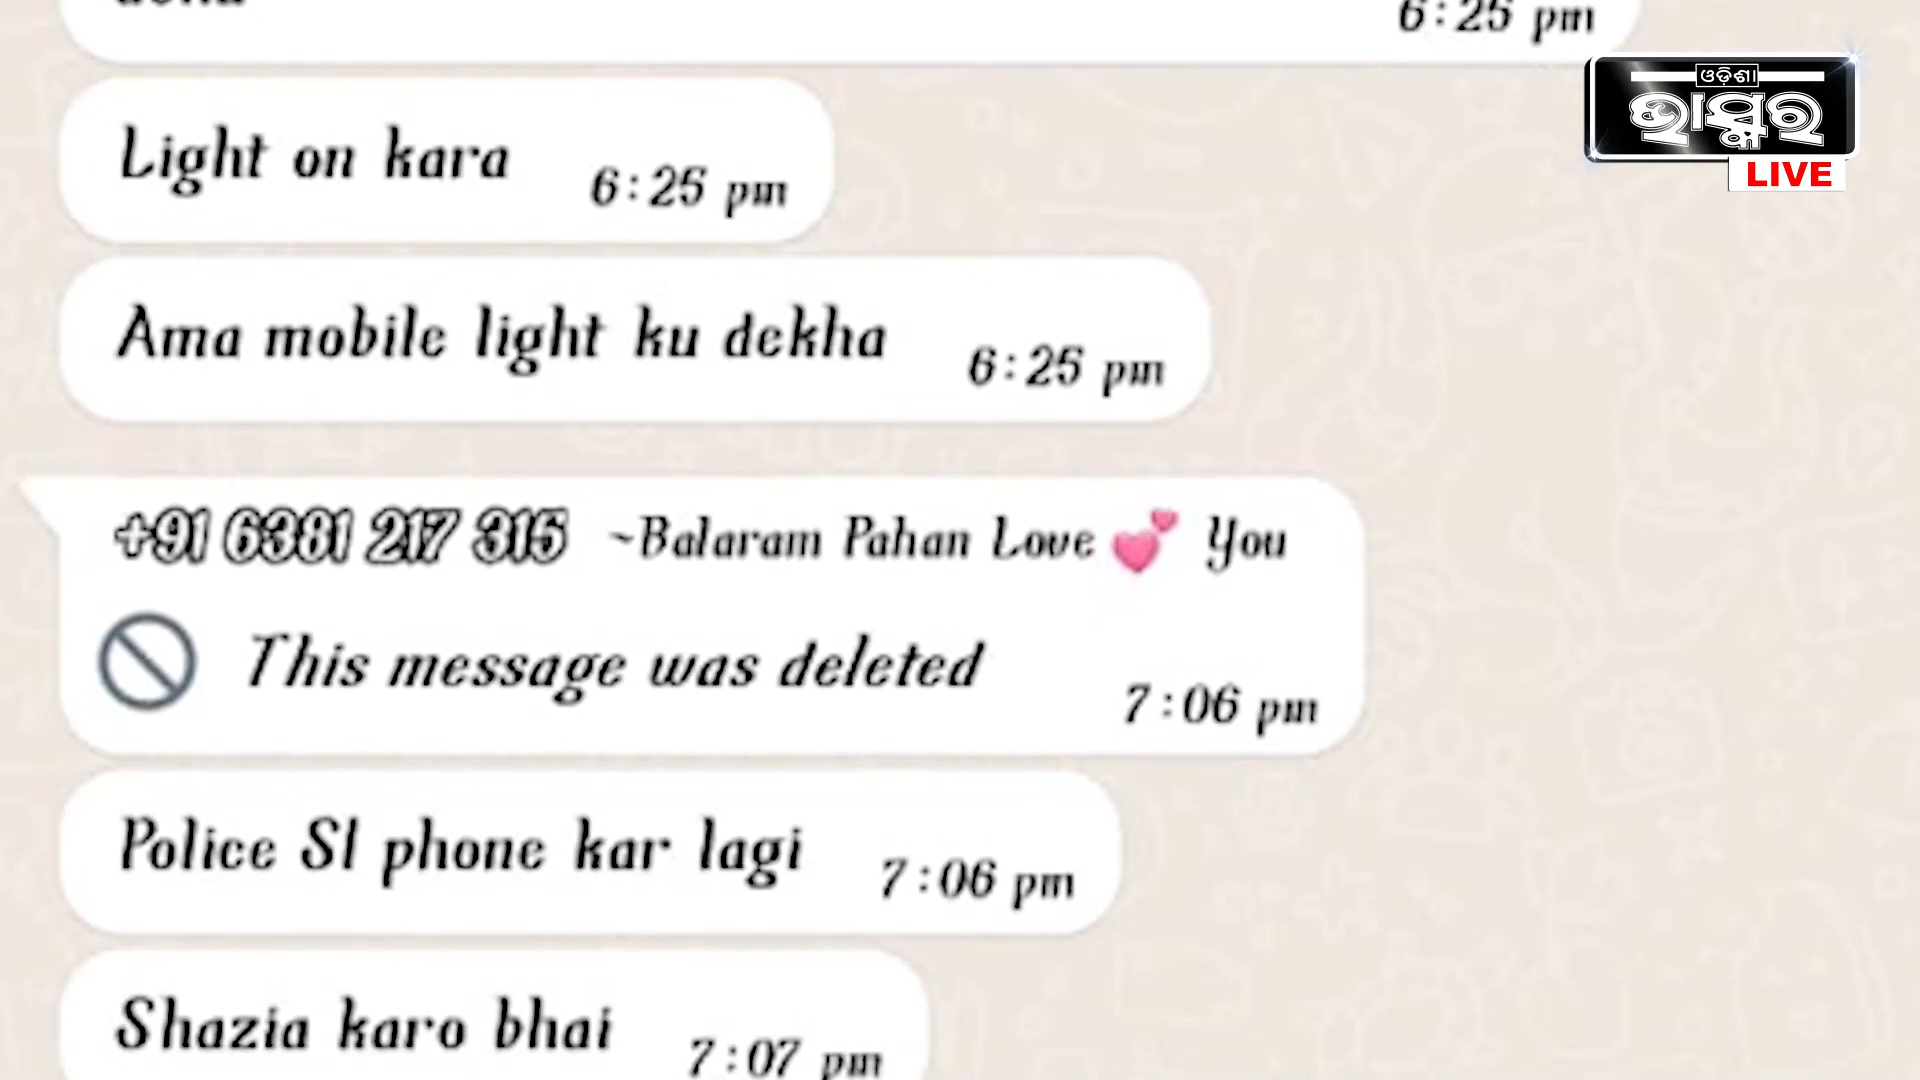 6:25 pm
ଓଡ଼ିଶା
ଭାସ୍କର
LIVE
Light on kara 6:25 pm
Ama mobile light ku dekha 6:25 pm
+91 6381 217 315 ~Balaram Pahan Love 💕 You
This message was deleted
7:06 pm
Police SI phone kar lagi 7:06 pm
Shazia karo bhai 7:07 pm